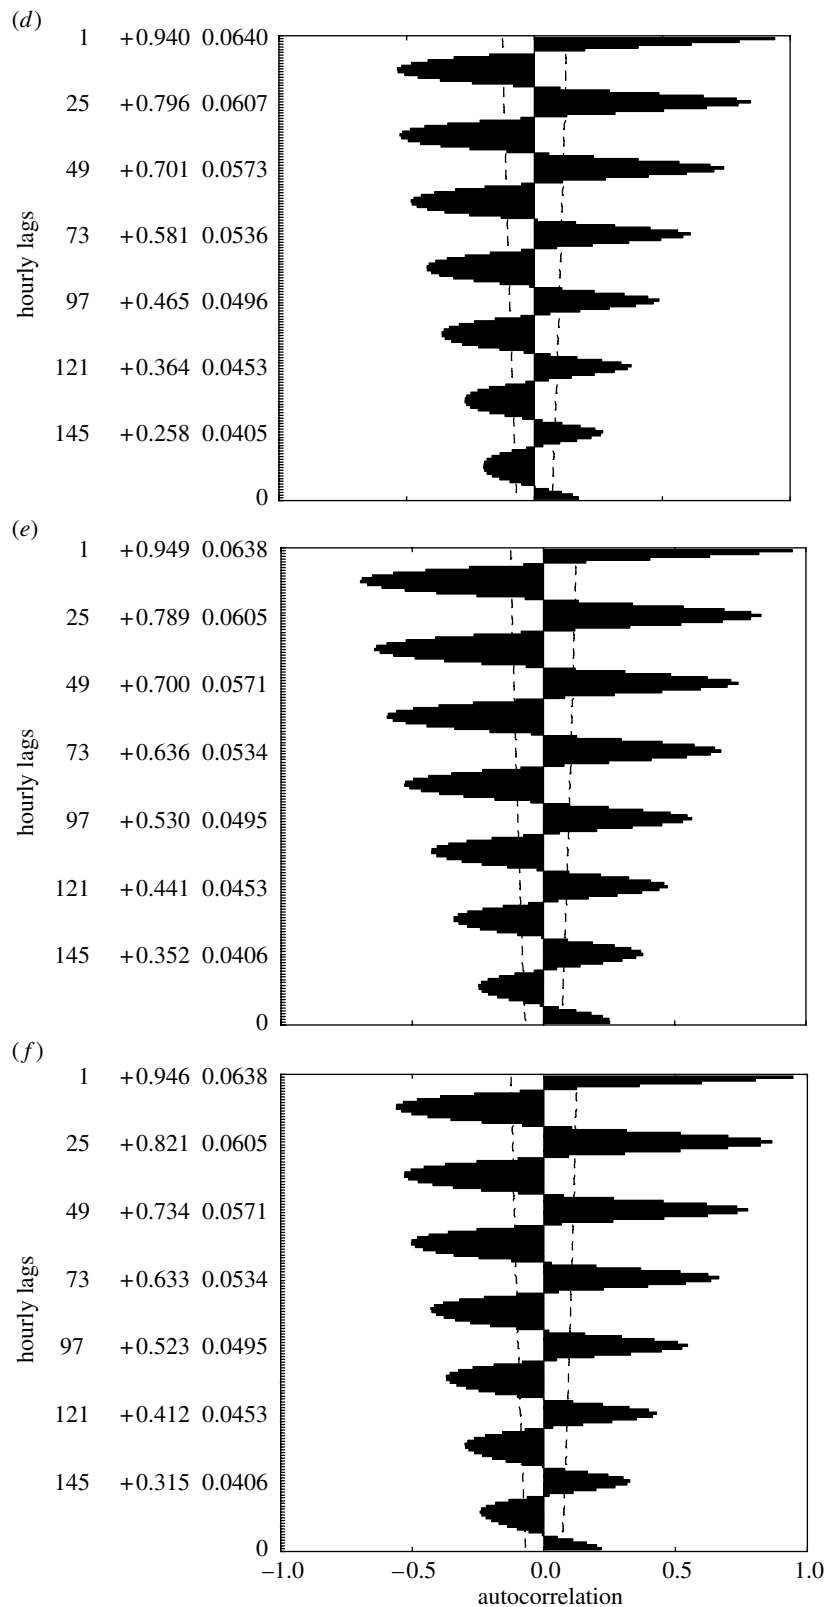 (d)
1 +0.940 0.0640
25 +0.796 0.0607
49 +0.701 0.0573
73 +0.581 0.0536
97 +0.465 0.0496
121 +0.364 0.0453
145 +0.258 0.0405
0
hourly lags
(e)
1 +0.949 0.0638
25 +0.789 0.0605
49 +0.700 0.0571
73 +0.636 0.0534
97 +0.530 0.0495
121 +0.441 0.0453
145 +0.352 0.0406
0
hourly lags
(f)
1 +0.946 0.0638
25 +0.821 0.0605
49 +0.734 0.0571
73 +0.633 0.0534
97 +0.523 0.0495
121 +0.412 0.0453
145 +0.315 0.0406
0
hourly lags
−1.0 −0.5 0.0 0.5 1.0
autocorrelation